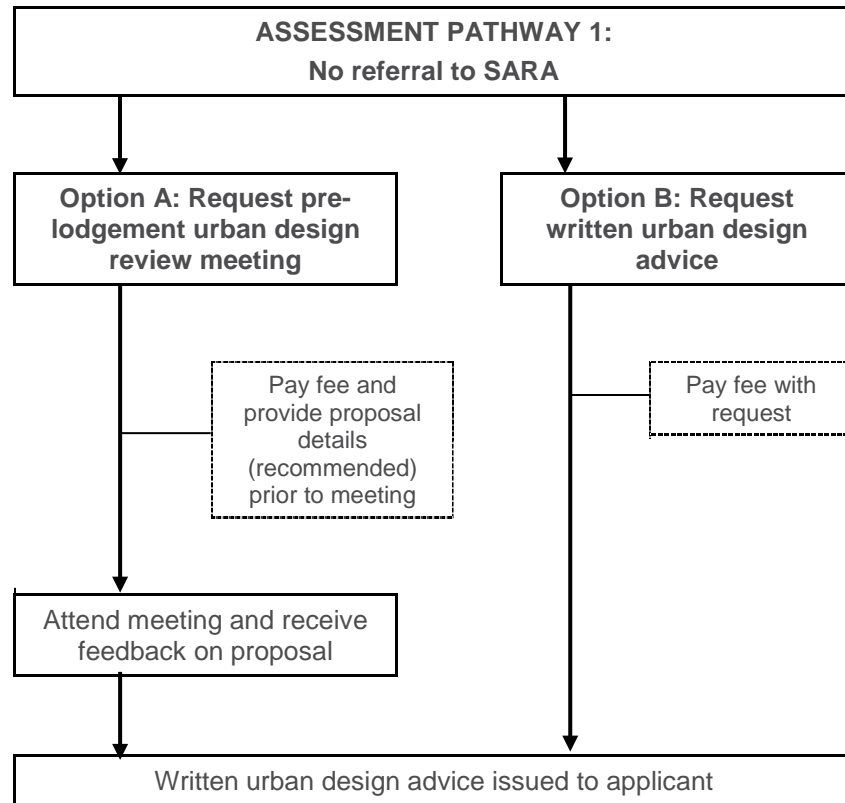 ASSESSMENT PATHWAY 1:
No referral to SARA
Option A: Request pre-
lodgement urban design
review meeting
Option B: Request
written urban design
advice
Pay fee and
provide proposal
details
(recommended)
prior to meeting
Pay fee with
request
Attend meeting and receive
feedback on proposal
Written urban design advice issued to applicant